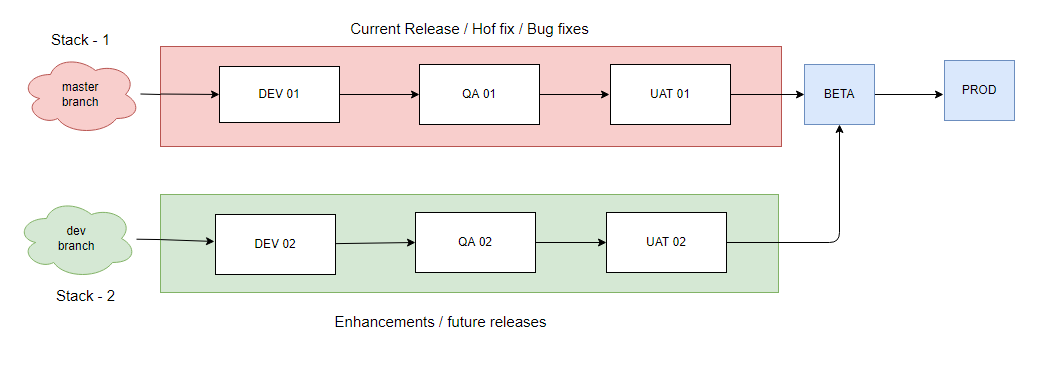 Current Release / Hof fix / Bug fixes
Stack - 1
master
branch
DEV 01
QA 01
UAT 01
BETA
PROD
dev
branch
DEV 02
QA 02
UAT 02
Stack - 2
Enhancements / future releases